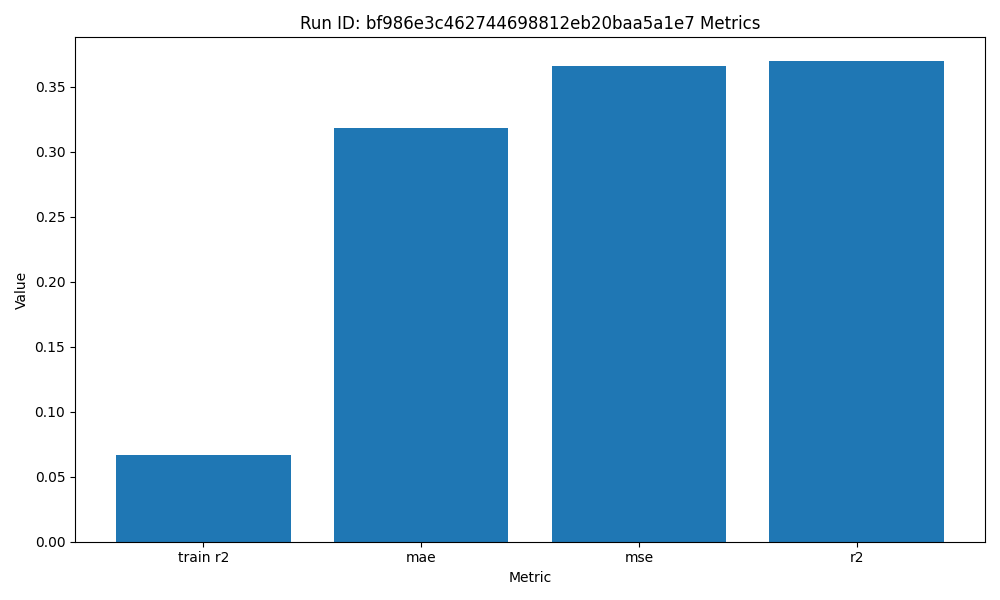 Run ID: bf986e3c462744698812eb20baa5a1e7 Metrics
0.35
0.30
0.25
0.20
0.15
0.10
0.05
0.00
Value
train r2
mae
mse
r2
Metric